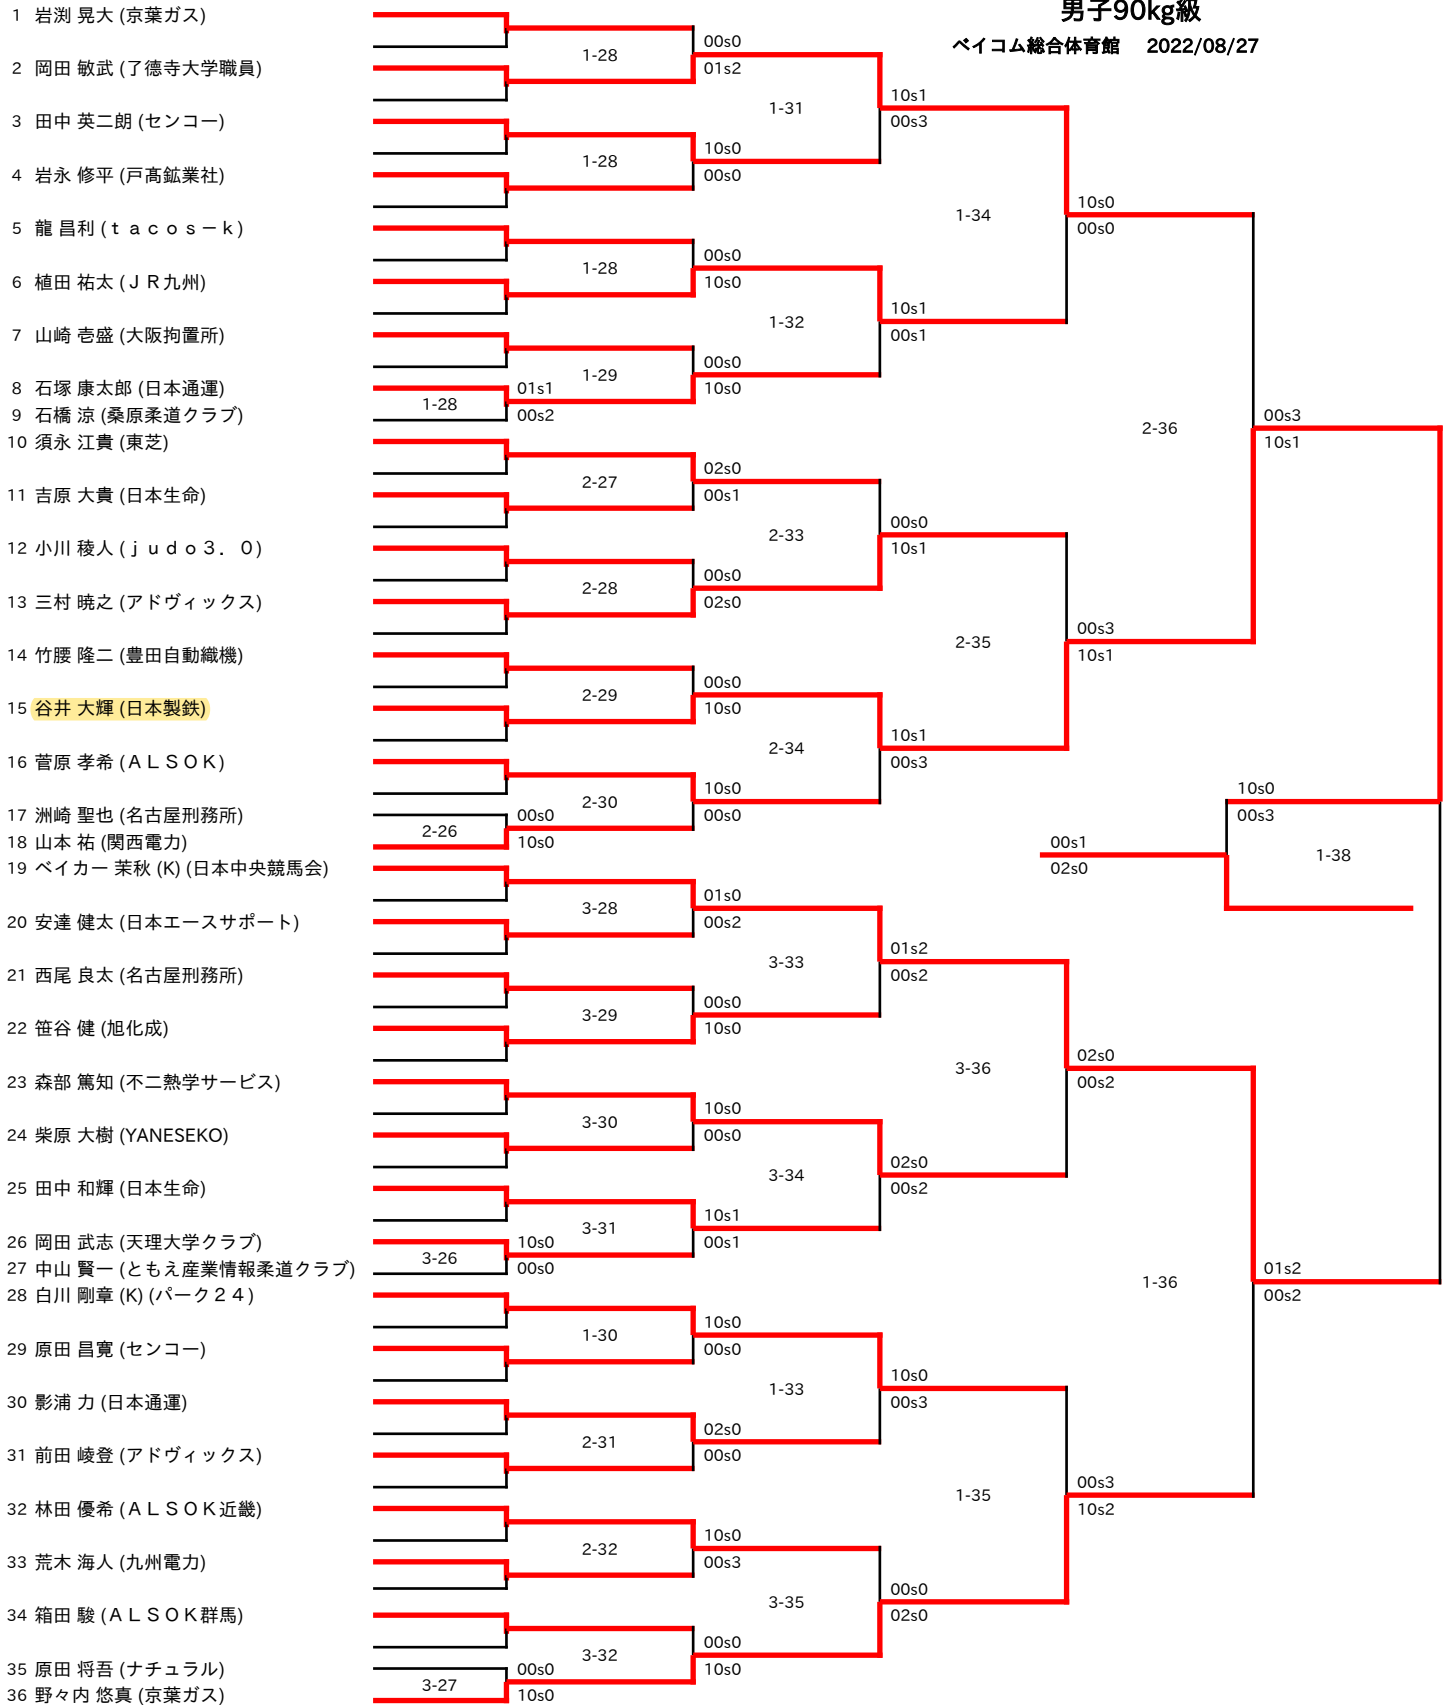 男子90kg級
ベイコム総合体育館 2022/08/27
1 岩渕 晃大 (京葉ガス)
2 岡田 敏武 (了徳寺大学職員)
3 田中 英二朗 (センコー)
4 岩永 修平 (戸髙鉱業社)
5 龍 昌利 (ｔａｃｏｓ－ｋ)
6 植田 祐太 (ＪＲ九州)
7 山崎 壱盛 (大阪拘置所)
8 石塚 康太郎 (日本通運)
9 石橋 涼 (桑原柔道クラブ)
10 須永 江貴 (東芝)
11 吉原 大貴 (日本生命)
12 小川 稜人 (ｊｕｄｏ３．０)
13 三村 暁之 (アドヴィックス)
14 竹腰 隆二 (豊田自動織機)
15 谷井 大輝 (日本製鉄)
16 菅原 孝希 (ＡＬＳＯＫ)
17 洲崎 聖也 (名古屋刑務所)
18 山本 祐 (関西電力)
19 ベイカー 茉秋 (K) (日本中央競馬会)
20 安達 健太 (日本エースサポート)
21 西尾 良太 (名古屋刑務所)
22 笹谷 健 (旭化成)
23 森部 篤知 (不二熱学サービス)
24 柴原 大樹 (YANESEKO)
25 田中 和輝 (日本生命)
26 岡田 武志 (天理大学クラブ)
27 中山 賢一 (ともえ産業情報柔道クラブ)
28 白川 剛章 (K) (パーク２４)
29 原田 昌寛 (センコー)
30 影浦 力 (日本通運)
31 前田 崚登 (アドヴィックス)
32 林田 優希 (ＡＬＳＯＫ近畿)
33 荒木 海人 (九州電力)
34 箱田 駿 (ＡＬＳＯＫ群馬)
35 原田 将吾 (ナチュラル)
36 野々内 悠真 (京葉ガス)
1-28
01s1
00s2
2-26
00s0
10s0
3-26
10s0
00s0
3-27
00s0
10s0
1-28
00s0
01s2
1-28
10s0
00s0
1-28
00s0
10s0
1-29
00s0
10s0
2-27
02s0
00s1
2-28
00s0
02s0
2-29
00s0
10s0
2-30
10s0
00s0
3-28
01s0
00s2
3-29
00s0
10s0
3-30
10s0
00s0
3-31
10s1
00s1
1-30
10s0
00s0
2-31
02s0
00s0
2-32
10s0
00s3
3-32
00s0
10s0
1-31
10s1
00s3
1-32
10s1
00s1
2-33
00s0
10s1
2-34
10s1
00s3
3-33
01s2
00s2
3-34
02s0
00s2
1-33
10s0
00s3
3-35
00s0
02s0
1-34
10s0
00s0
2-35
00s3
10s1
3-36
02s0
00s2
1-35
00s3
10s2
2-36
00s3
10s1
1-36
01s2
00s2
00s1
02s0
10s0
00s3
1-38